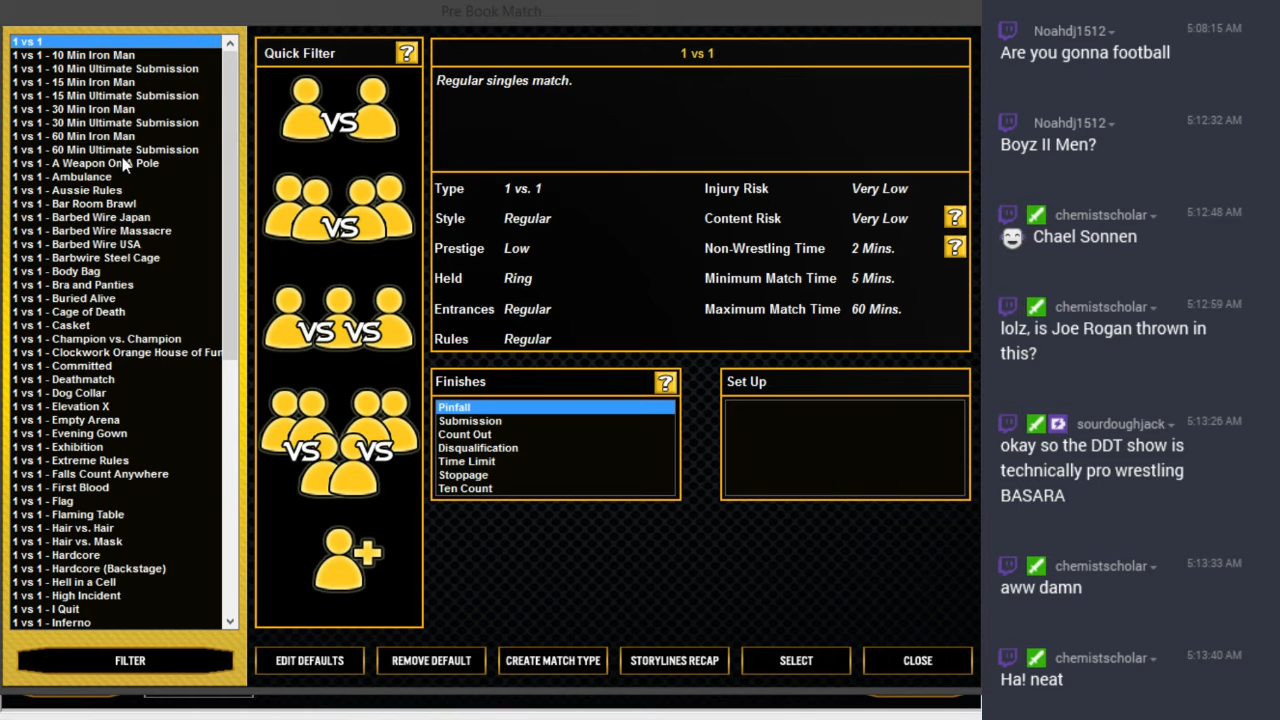 Pre Book Match
1 vs 1
1 vs 1 - 10 Min Iron Man
1 vs 1 - 10 Min Ultimate Submission
1 vs 1 - 15 Min Iron Man
1 vs 1 - 15 Min Ultimate Submission
1 vs 1 - 30 Min Iron Man
1 vs 1 - 30 Min Ultimate Submission
1 vs 1 - 60 Min Iron Man
1 vs 1 - 60 Min Ultimate Submission
1 vs 1 - A Weapon On A Pole
1 vs 1 - Ambulance
1 vs 1 - Aussie Rules
1 vs 1 - Bar Room Brawl
1 vs 1 - Barbed Wire Japan
1 vs 1 - Barbed Wire Massacre
1 vs 1 - Barbed Wire USA
1 vs 1 - Barbwire Steel Cage
1 vs 1 - Body Bag
1 vs 1 - Bra and Panties
1 vs 1 - Buried Alive
1 vs 1 - Cage of Death
1 vs 1 - Casket
1 vs 1 - Champion vs. Champion
1 vs 1 - Clockwork Orange House of Fun
1 vs 1 - Committed
1 vs 1 - Deathmatch
1 vs 1 - Dog Collar
1 vs 1 - Elevation X
1 vs 1 - Empty Arena
1 vs 1 - Evening Gown
1 vs 1 - Exhibition
1 vs 1 - Extreme Rules
1 vs 1 - Falls Count Anywhere
1 vs 1 - First Blood
1 vs 1 - Flag
1 vs 1 - Flaming Table
1 vs 1 - Hair vs. Hair
1 vs 1 - Hair vs. Mask
1 vs 1 - Hardcore
1 vs 1 - Hardcore (Backstage)
1 vs 1 - Hell in a Cell
1 vs 1 - High Incident
1 vs 1 - I Quit
1 vs 1 - Inferno
FILTER
Quick Filter ?
VS
VS
VS VS
VS VS
1 vs 1
Regular singles match.
Type 1 vs. 1 Injury Risk Very Low
Style Regular Content Risk Very Low ?
Prestige Low Non-Wrestling Time 2 Mins. ?
Held Ring Minimum Match Time 5 Mins.
Entrances Regular Maximum Match Time 60 Mins.
Rules Regular
Finishes ?
Pinfall
Submission
Count Out
Disqualification
Time Limit
Stoppage
Ten Count
Set Up
EDIT DEFAULTS REMOVE DEFAULT CREATE MATCH TYPE STORYLINES RECAP SELECT CLOSE
Noahdj1512 5:08:15 AM
Are you gonna football
Noahdj1512 5:12:32 AM
Boyz II Men?
chemistscholar 5:12:48 AM
Chael Sonnen
chemistscholar 5:12:59 AM
lolz, is Joe Rogan thrown in
this?
sourdoughjack 5:13:26 AM
okay so the DDT show is
technically pro wrestling
BASARA
chemistscholar 5:13:33 AM
aww damn
chemistscholar 5:13:40 AM
Ha! neat